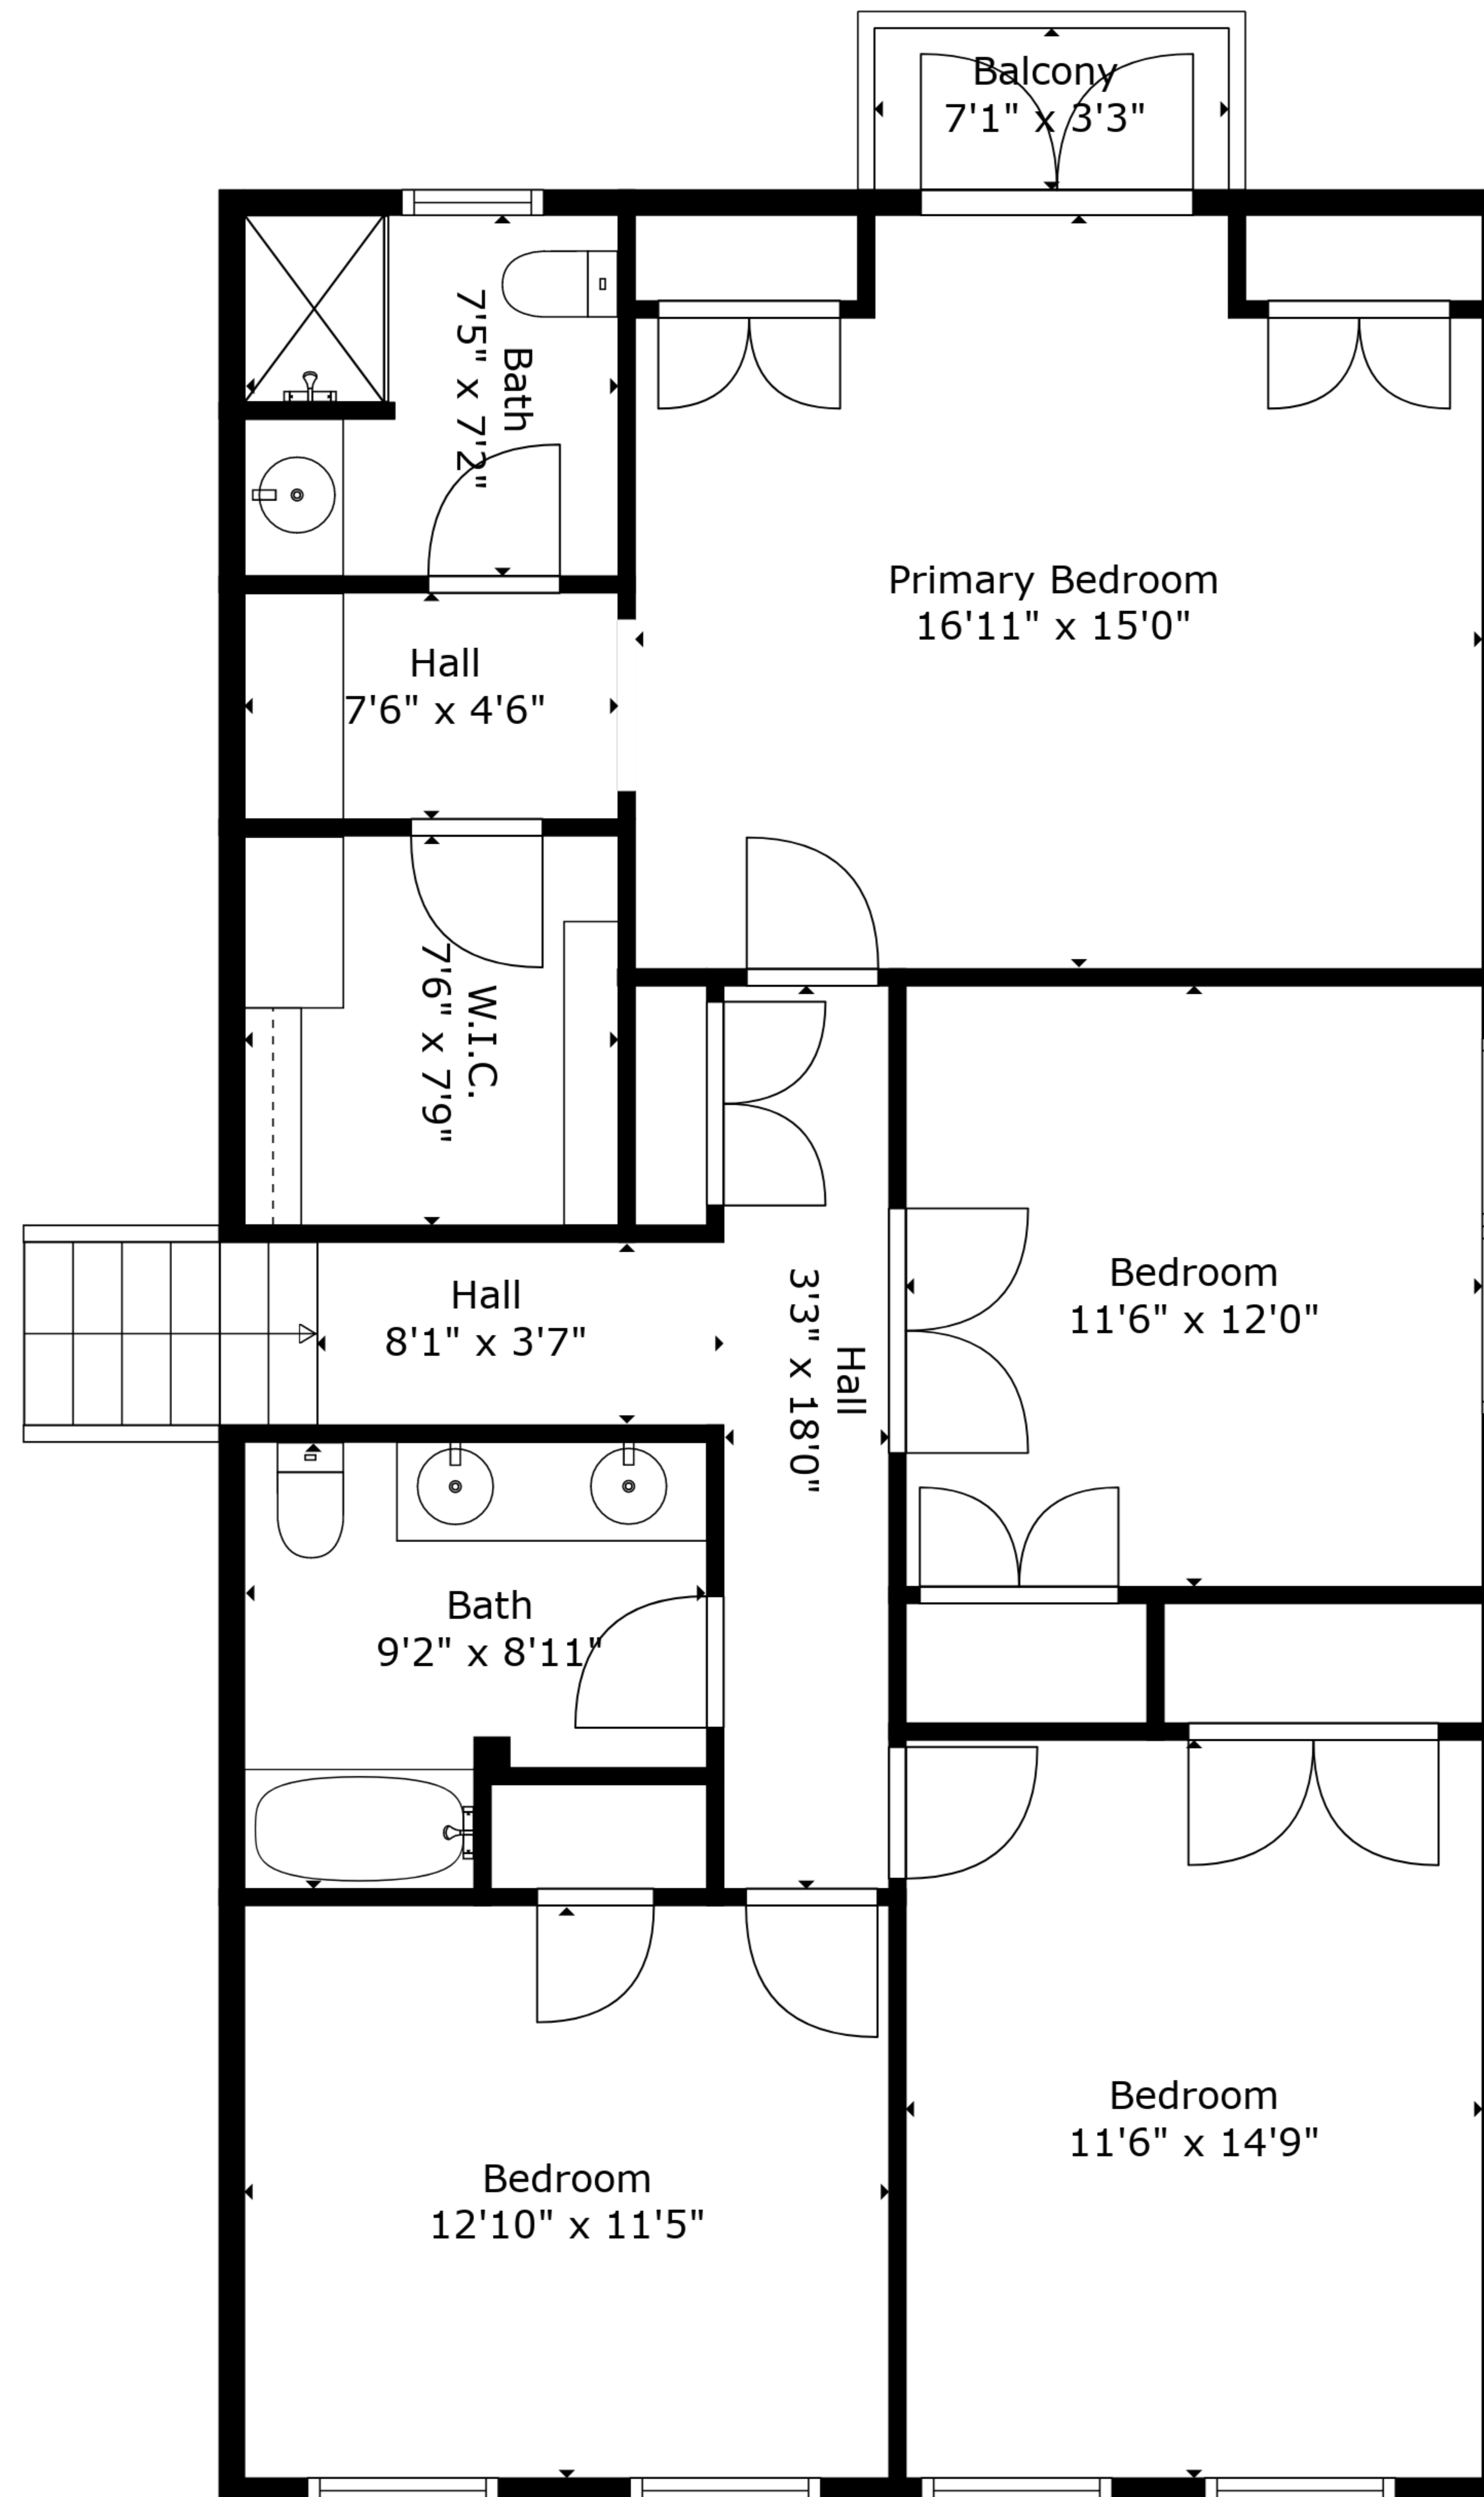 Balcony
7'1" x 3'3"
Bath
7'5" x 7'2"
Primary Bedroom
16'11" x 15'0"
Hall
7'6" x 4'6"
W.I.C.
7'6" x 7'9"
Hall
8'1" x 3'7"
Hall
3'3" x 18'0"
Bedroom
11'6" x 12'0"
Bath
9'2" x 8'11"
Bedroom
11'6" x 14'9"
Bedroom
12'10" x 11'5"